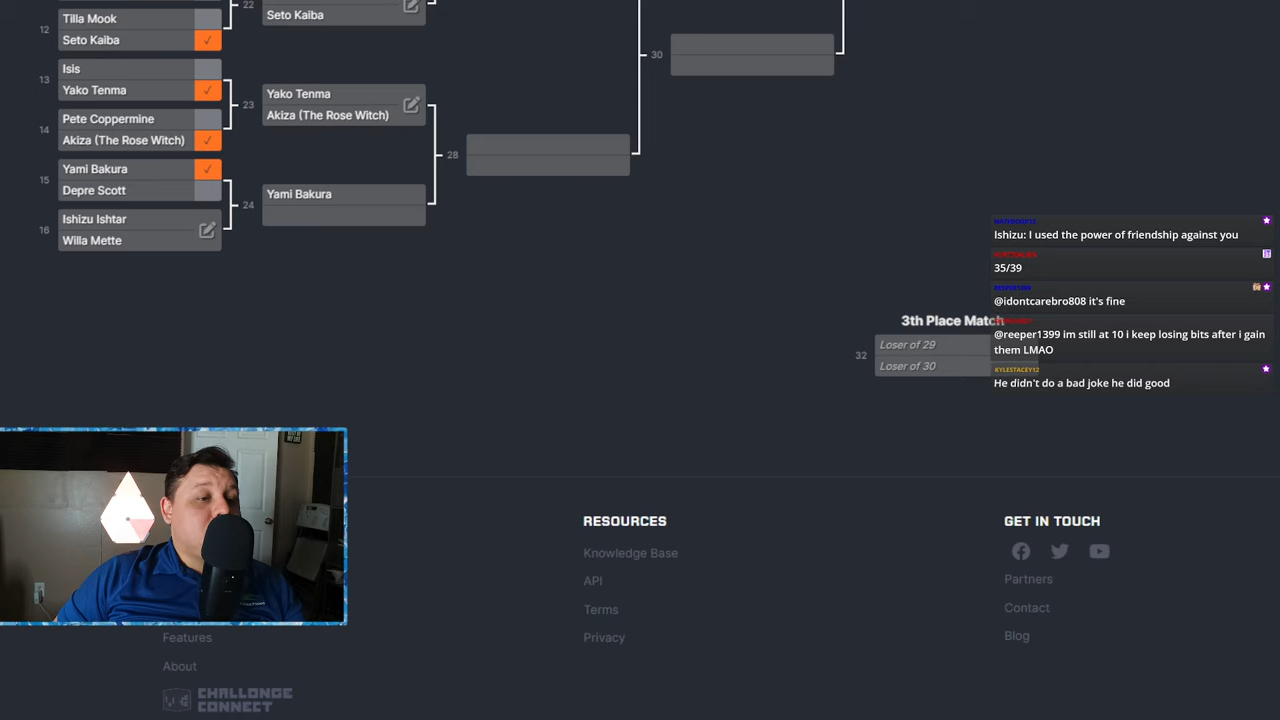 Tilla Mook
22
Seto Kaiba
12
Seto Kaiba
30
Isis
13
Yako Tenma
Yako Tenma
23
Akiza (The Rose Witch)
Pete Coppermine
14
Akiza (The Rose Witch)
28
Yami Bakura
15
Depre Scott
Yami Bakura
24
Ishizu Ishtar
16
Willa Mette
Ishizu: I used the power of friendship against you
35/39
@idontcarebro808 it's fine
3th Place Match
@reeper1399 im still at 10 i keep losing bits after i gain
them LMAO
Loser of 29
32
Loser of 30
KYLESTACEY12
He didn't do a bad joke he did good
RESOURCES
Knowledge Base
API
Terms
Privacy
GET IN TOUCH
Partners
Contact
Blog
Features
About
CHALLONGE
CONNECT